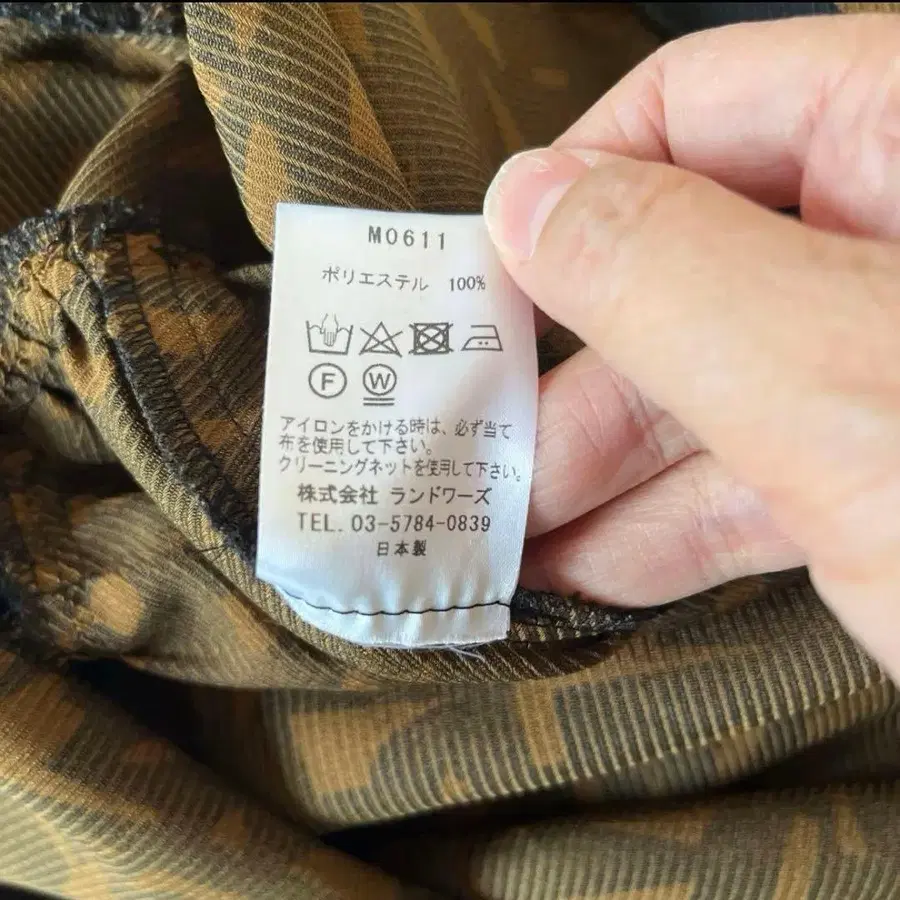 M0611
ポリエステル 100%
F W
アイロンをかける時は、必ず当て
布を使用して下さい。
クリーニングネットを使用して下さい。
株式会社 ランドワーズ
TEL. 03-5784-0839
日本製